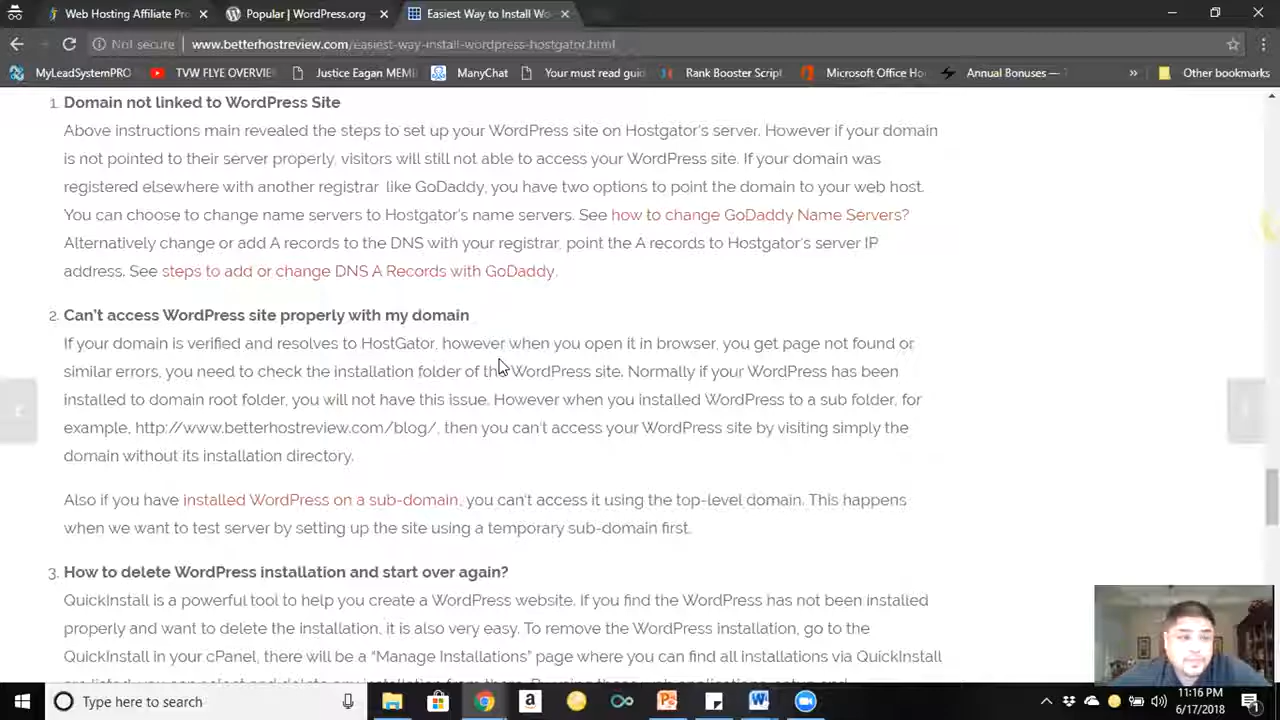 Web Hosting Affiliate Pro
Popular | WordPress.org
Easiest Way to Install Wo
Not secure
www.betterhostreview.com/easiest-way-install-wordpress-hostgator.html
MyLeadSystemPRO
TVW FLYE OVERVIE
Justice Eagan MEME
ManyChat
Your must read guid
Rank Booster Script
Microsoft Office Ho
Annual Bonuses —
»
Other bookmarks
1. Domain not linked to WordPress Site
Above instructions main revealed the steps to set up your WordPress site on Hostgator's server. However if your domain
is not pointed to their server properly, visitors will still not able to access your WordPress site. If your domain was
registered elsewhere with another registrar like GoDaddy, you have two options to point the domain to your web host.
You can choose to change name servers to Hostgator's name servers. See how to change GoDaddy Name Servers?
Alternatively change or add A records to the DNS with your registrar, point the A records to Hostgator's server IP
address. See steps to add or change DNS A Records with GoDaddy.
2. Can't access WordPress site properly with my domain
If your domain is verified and resolves to HostGator, however when you open it in browser, you get page not found or
similar errors, you need to check the installation folder of the WordPress site. Normally if your WordPress has been
installed to domain root folder, you will not have this issue. However when you installed WordPress to a sub folder, for
example, http://www.betterhostreview.com/blog/, then you can't access your WordPress site by visiting simply the
domain without its installation directory.
Also if you have installed WordPress on a sub-domain, you can't access it using the top-level domain. This happens
when we want to test server by setting up the site using a temporary sub-domain first.
3. How to delete WordPress installation and start over again?
QuickInstall is a powerful tool to help you create a WordPress website. If you find the WordPress has not been installed
properly and want to delete the installation, it is also very easy. To remove the WordPress installation, go to the
QuickInstall in your cPanel, there will be a “Manage Installations” page where you can find all installations via QuickInstall
Type here to search
11:16 PM
6/17/2018